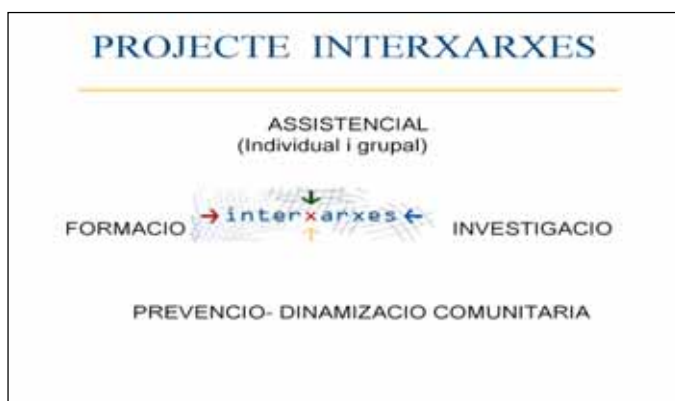 PROJECTE INTERXARXES
ASSISTENCIAL
(Individual i grupal)
FORMACIO
interxarxes
INVESTIGACIO
PREVENCIO- DINAMIZACIO COMUNITARIA